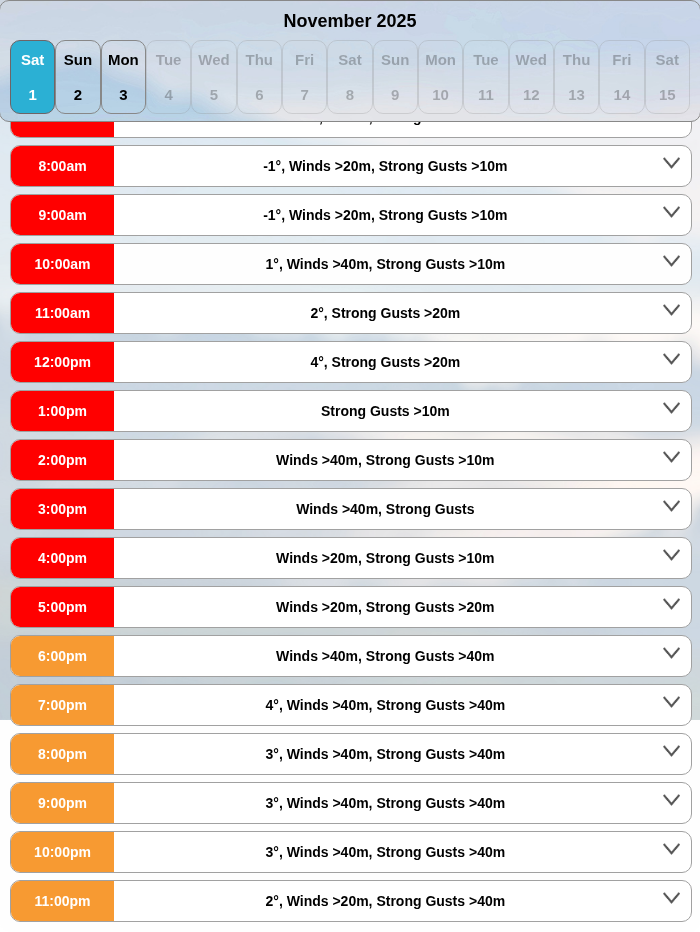 November 2025
Sat Sun Mon Tue Wed Thu Fri Sat Sun Mon Tue Wed Thu Fri Sat
1 2 3 4 5 6 7 8 9 10 11 12 13 14 15
8:00am -1°, Winds >20m, Strong Gusts >10m
9:00am -1°, Winds >20m, Strong Gusts >10m
10:00am 1°, Winds >40m, Strong Gusts >10m
11:00am 2°, Strong Gusts >20m
12:00pm 4°, Strong Gusts >20m
1:00pm Strong Gusts >10m
2:00pm Winds >40m, Strong Gusts >10m
3:00pm Winds >40m, Strong Gusts
4:00pm Winds >20m, Strong Gusts >10m
5:00pm Winds >20m, Strong Gusts >20m
6:00pm Winds >40m, Strong Gusts >40m
7:00pm 4°, Winds >40m, Strong Gusts >40m
8:00pm 3°, Winds >40m, Strong Gusts >40m
9:00pm 3°, Winds >40m, Strong Gusts >40m
10:00pm 3°, Winds >40m, Strong Gusts >40m
11:00pm 2°, Winds >20m, Strong Gusts >40m